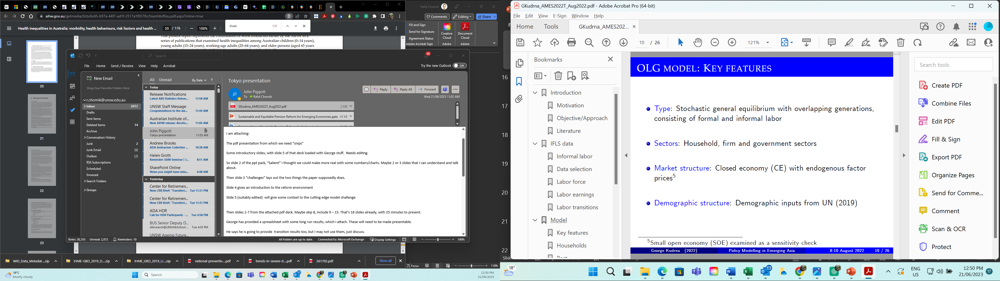 aihw.gov.au/getmedia/0cbc6c45-b97a-44f7-ad1f-2517a1f0378c/hiamhbrfhsu.pdf.aspx?inline=true
Health inequalities in Australia: morbidity, health behaviours, risk factors and health ...
20 / 176
100%
disab
1/4
series of publications that examined health inequalities among Australian children (0–14 years),
young adults (15–24 years), working-age adults (25–64 years), and older persons (aged 65 years
20
21
22
23
Rafal Chomik
Comments
Editing
Share
Fill and Sign
Send for Signature
Agreement Status
Adobe Acrobat Sign
Creative Cloud
Adobe
Document Cloud
Adobe
Search
12
File
Home
Send / Receive
View
Help
Acrobat
Try the new Outlook
Off
New Email
Drag Your Favorite Folders Here
r.chomik@unsw.edu.au
Inbox 2072
Drafts
Sent Items
Deleted Items 14
Archive
Conversation History
Junk 2
Junk Email [6]
Outbox [2]
RSS Subscriptions
Scheduled
Snoozed
Search Folders
Groups
All
Unread
By Date
Today
Release Notifications
Latest ABS Statistics Releas... 11:58 AM
UNSW Staff Message
Congratulations to the aw... 11:44 AM
Australian Institute of...
New AIHW release: Alcoho... 11:04 AM
John Piggott
Tokyo presentation 11:03 AM
Andrew Brooks
ADA Antiracism Collective ... 10:38 AM
Helen Groth
Reminder: SAM Seminar | J... 8:51 AM
SharePoint Online
News you might have miss... 6:48 AM
Yesterday
Center for Retiremen...
New CRR Brief: "Transferri... Tue 11:31 PM
Center for Retiremen...
New CRR Brief: "Transferri... Tue 11:31 PM
ADA HDR
Call for HDR Participants - ... Tue 4:58 PM
BUS Senior Deputy D...
eResearch@UNSWbSchool ... Tue 4:03 PM
UNSW Ageing Future...
Tokyo presentation
JP
John Piggott
To Rafal Chomik
Reply
Reply All
Forward
Wed 21/06/2023 11:02 AM
GKudrna_AMES2022T_Aug2022.pdf 2 MB
Sustainable and Equitable Pension Reform for Emerging Economies.pptx 45 KB
I am attaching:
The pdf presentation from which we need “snips”
Some introductory slides, with slide 5 of that deck loaded with George stuff. Needs editing.
So slide 2 of the ppt pack, “Salient” I thought we could make more real with some numbers/charts. Maybe 2 or 3 slides that I can understand and talk
about.
Then slide 3 “challenges” lays out the two things the paper supposedly does.
Slide 4 gives an introduction to the reform environment
Slide 5 (suitably edited) will give some context to the cutting edge model challenge
Then slides 2-7 from the attached pdf deck. Maybe skip 8, include 9 – 15. That’s 18 slides already, with 25 minutes to present.
George has provided a spreadsheet with some long run results, which I attach. These will need to be made presentable.
He says he is going to provide transition results too, but I may not use them, just discuss.
Items: 26,355
Unread: 2,072
Reminders: 10
All folders are up to date.
Connected to: Microsoft Exchange
Display Settings
100%
WID_Data_Metadat....zip
IHME-GBD_2019_D....zip
IHME_GBD_2019_LI....zip
national-preventiv....pdf
trends-in-severe-d....pdf
261702.pdf
Show all
Focus
110%
18°C
Mostly cloudy
Search
12:50 PM
21/06/2023
16
17
18
19
20
21
22
GKudrna_AMES2022T_Aug2022.pdf - Adobe Acrobat Pro (64-bit)
File Edit View E-Sign Window Help
Home
Tools
GKudrna_AMES202...
10 / 26
121%
Bookmarks
Introduction
Motivation
Objective/Approach
Literature
IFLS data
Informal labor
Data selection
Labor force
Labor earnings
Labor transitions
Model
Key features
Households
OLG MODEL: KEY FEATURES
Type: Stochastic general equilibrium with overlapping generations,
consisting of formal and informal labor
Sectors: Household, firm and government sectors
Market structure: Closed economy (CE) with endogenous factor
prices⁵
Demographic structure: Demographic inputs from UN (2019)
⁵Small open economy (SOE) examined as a sensitivity check
George Kudrna (2022)
Policy Modelling in Emerging Asia
8-10 August 2022
10 / 26
Search tools
Create PDF
Combine Files
Edit PDF
Fill & Sign
Export PDF
Organize Pages
Send for Comme...
Comment
Scan & OCR
Protect
18°
ENG
US
12:50 PM
21/06/2023
17